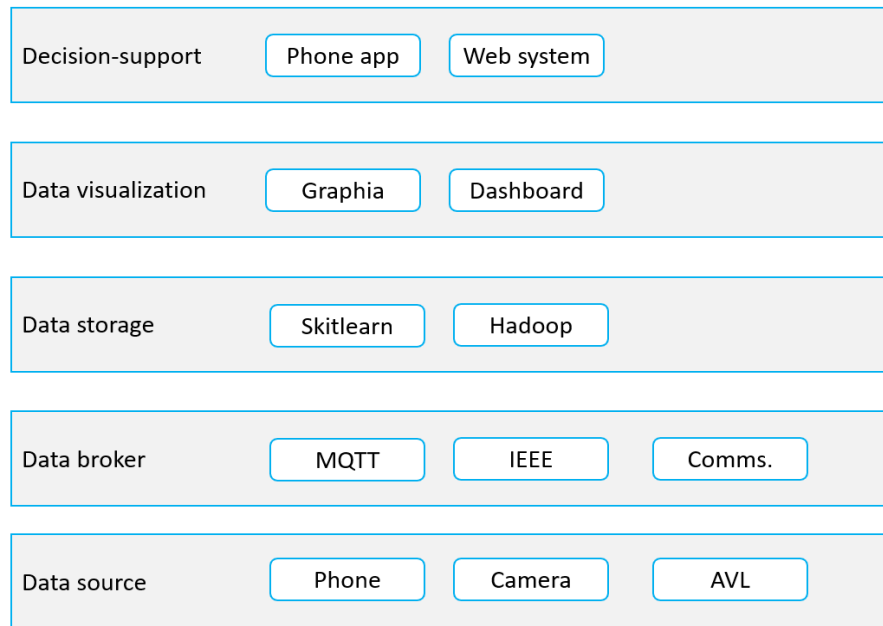 Decision-support Phone app Web system
Data visualization Graphia Dashboard
Data storage Skitlearn Hadoop
Data broker MQTT IEEE Comms.
Data source Phone Camera AVL